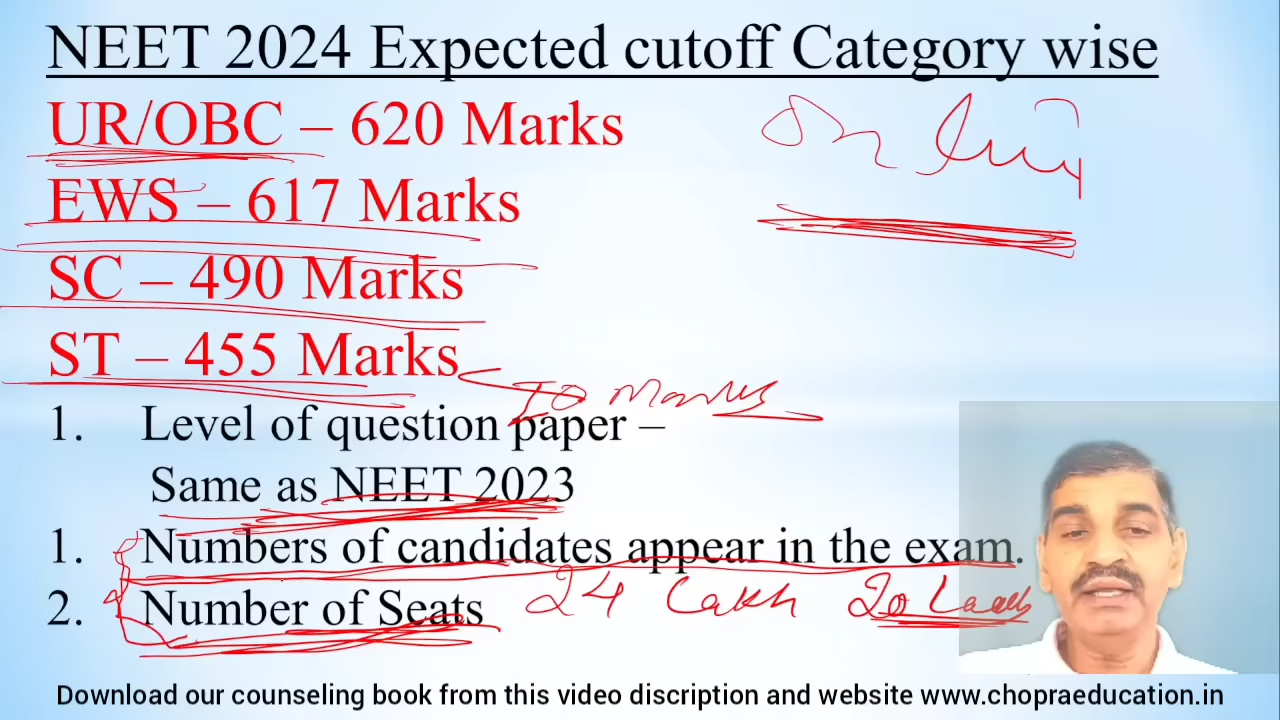 NEET 2024 Expected cutoff Category wise
UR/OBC – 620 Marks
EWS – 617 Marks
SC – 490 Marks
ST – 455 Marks
Marks
1. Level of question paper –
Same as NEET 2023
1. Numbers of candidates appear in the exam.
2. Number of Seats 24 Lakh 20
Download our counseling book from this video discription and website www.chopraeducation.in